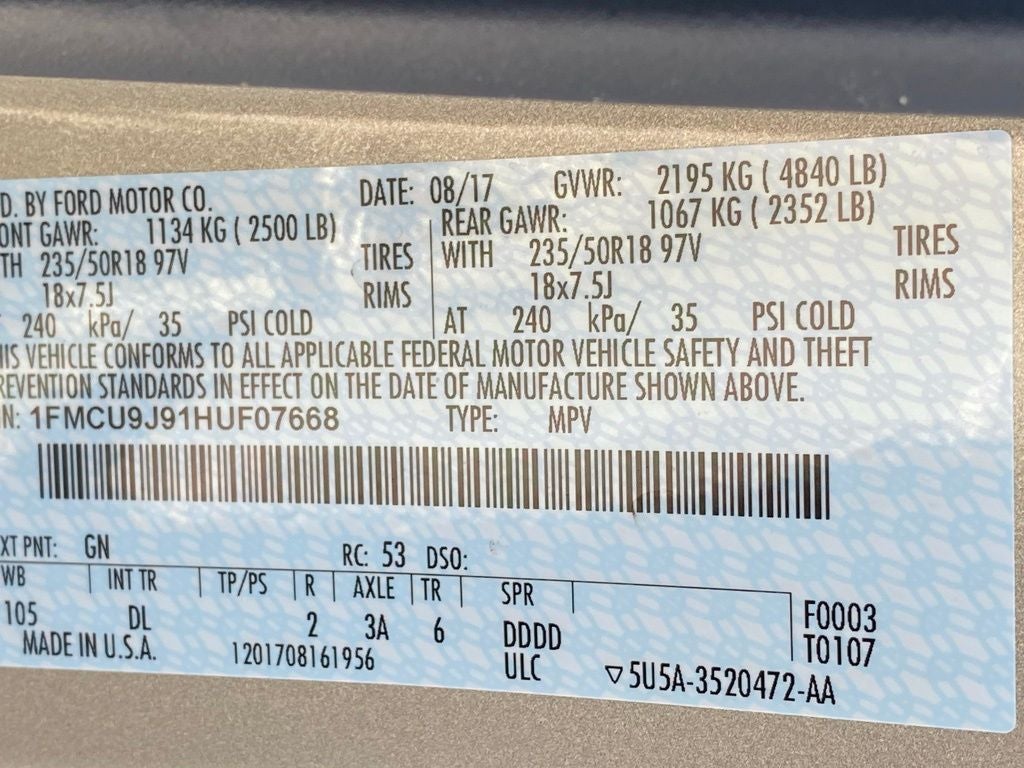 D. BY FORD MOTOR CO. DATE: 08/17 GVWR: 2195 KG ( 4840 LB)
ONT GAWR: 1134 KG ( 2500 LB) REAR GAWR: 1067 KG ( 2352 LB)
TH 235/50R18 97V TIRES WITH 235/50R18 97V TIRES
18x7.5J RIMS 18x7.5J RIMS
240 kPa/ 35 PSI COLD AT 240 kPa/ 35 PSI COLD
IS VEHICLE CONFORMS TO ALL APPLICABLE FEDERAL MOTOR VEHICLE SAFETY AND THEFT
REVENTION STANDARDS IN EFFECT ON THE DATE OF MANUFACTURE SHOWN ABOVE.
N: 1FMCU9J91HUF07668 TYPE: MPV
XT PNT: GN RC: 53 DSO:
WB INT TR TP/PS R AXLE TR SPR
105 DL 2 3A 6 DDDD F0003
MADE IN U.S.A. 1201708161956 ULC T0107
▽5U5A-3520472-AA